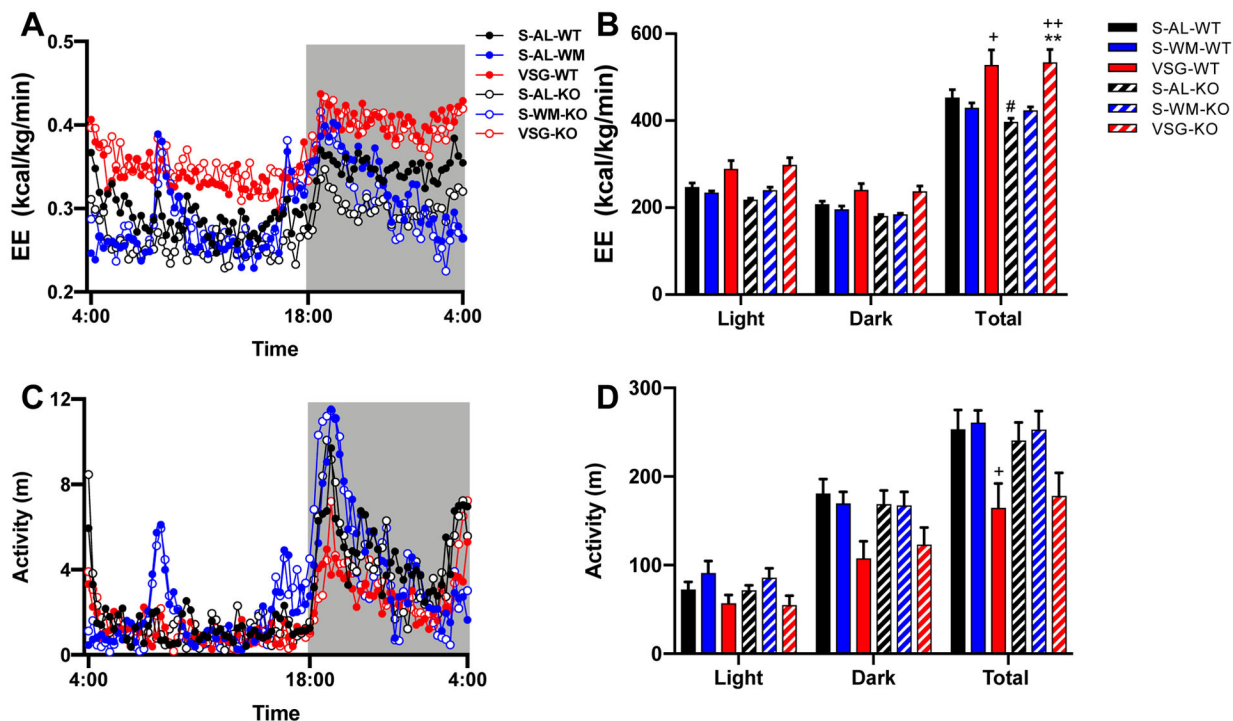 A
EE (kcal/kg/min)
0.5
0.4
0.3
0.2
4:00
18:00
4:00
Time
S-AL-WT
S-AL-WM
VSG-WT
S-AL-KO
S-WM-KO
VSG-KO
B
EE (kcal/kg/min)
600
400
200
0
+
#
++
**
Light
Dark
Total
S-AL-WT
S-WM-WT
VSG-WT
S-AL-KO
S-WM-KO
VSG-KO
C
Activity (m)
12
8
4
0
4:00
18:00
4:00
Time
D
Activity (m)
300
200
100
0
+
Light
Dark
Total